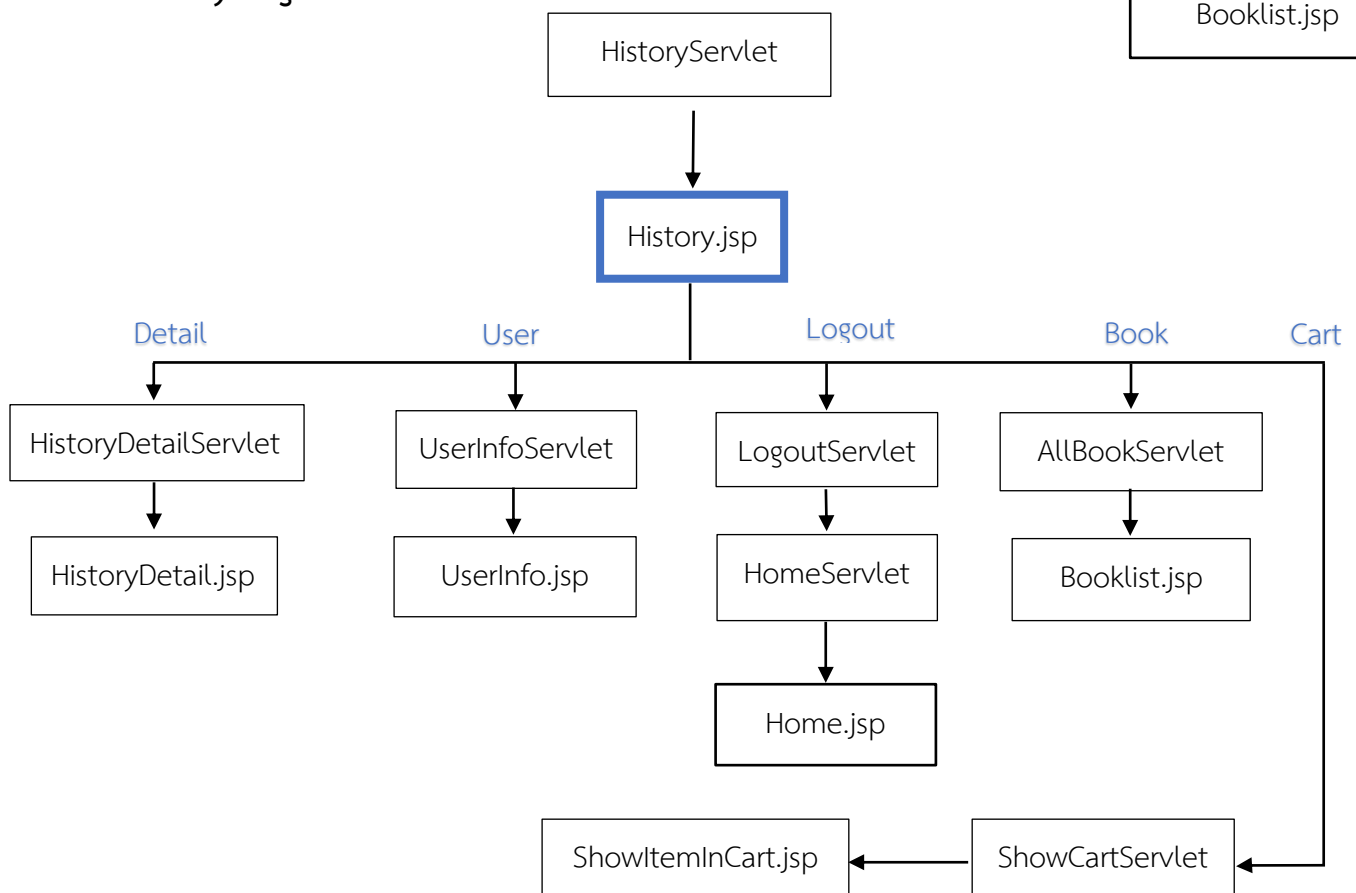 Booklist.jsp
HistoryServlet
History.jsp
Detail
User
Logout
Book
Cart
HistoryDetailServlet
UserInfoServlet
LogoutServlet
AllBookServlet
HistoryDetail.jsp
UserInfo.jsp
HomeServlet
Booklist.jsp
Home.jsp
ShowItemInCart.jsp
ShowCartServlet